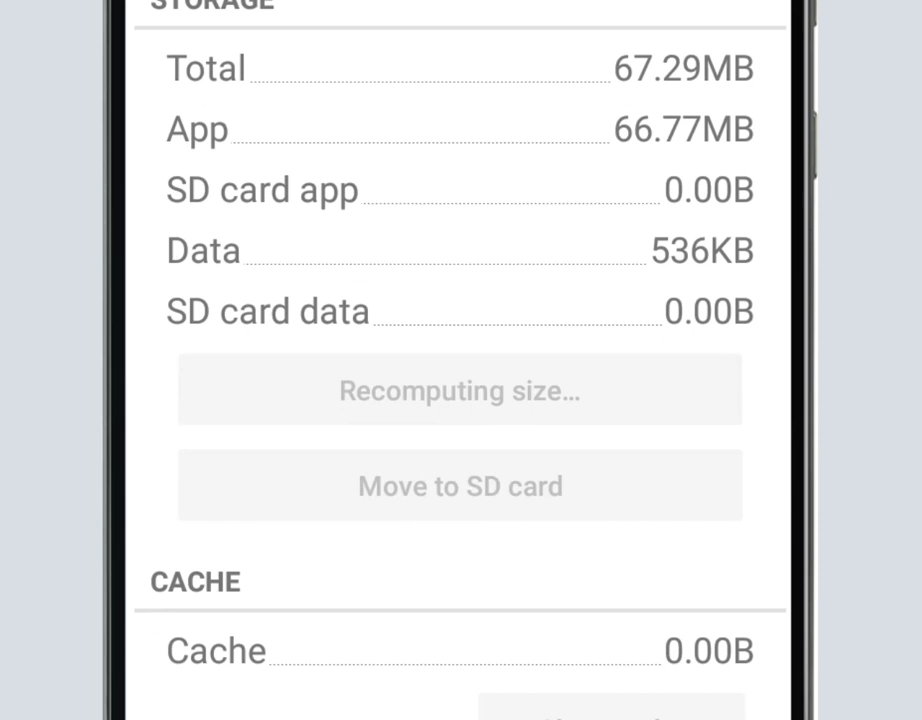 STORAGE
Total 67.29MB
App 66.77MB
SD card app 0.00B
Data 536KB
SD card data 0.00B
Recomputing size...
Move to SD card
CACHE
Cache 0.00B